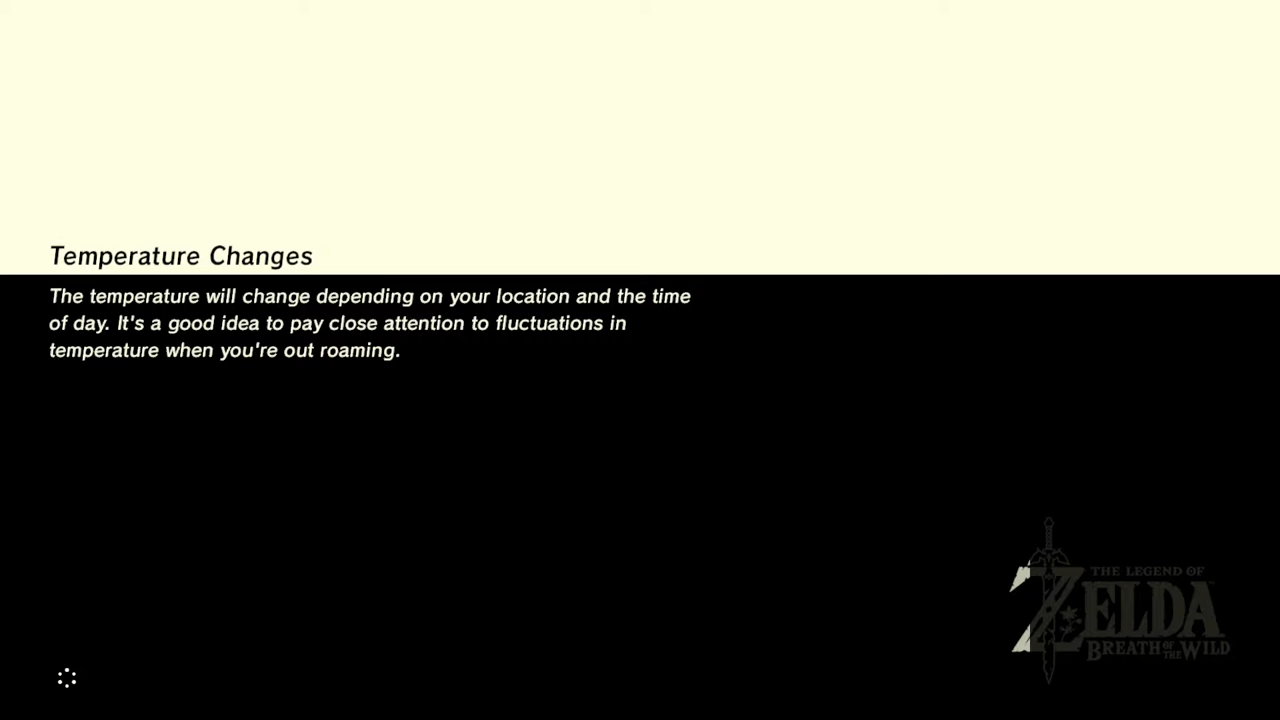 Temperature Changes
The temperature will change depending on your location and the time
of day. It's a good idea to pay close attention to fluctuations in
temperature when you're out roaming.
THE LEGEND OF
ZELDA
BREATH OF THE WILD